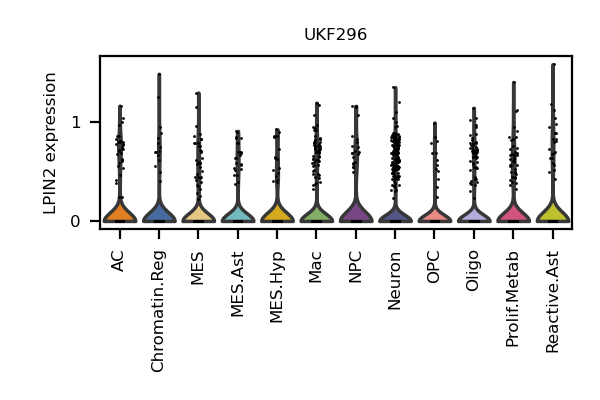 UKF296
LPIN2 expression
1
0
AC
Chromatin.Reg
MES
MES.Ast
MES.Hyp
Mac
NPC
Neuron
OPC
Oligo
Prolif.Metab
Reactive.Ast